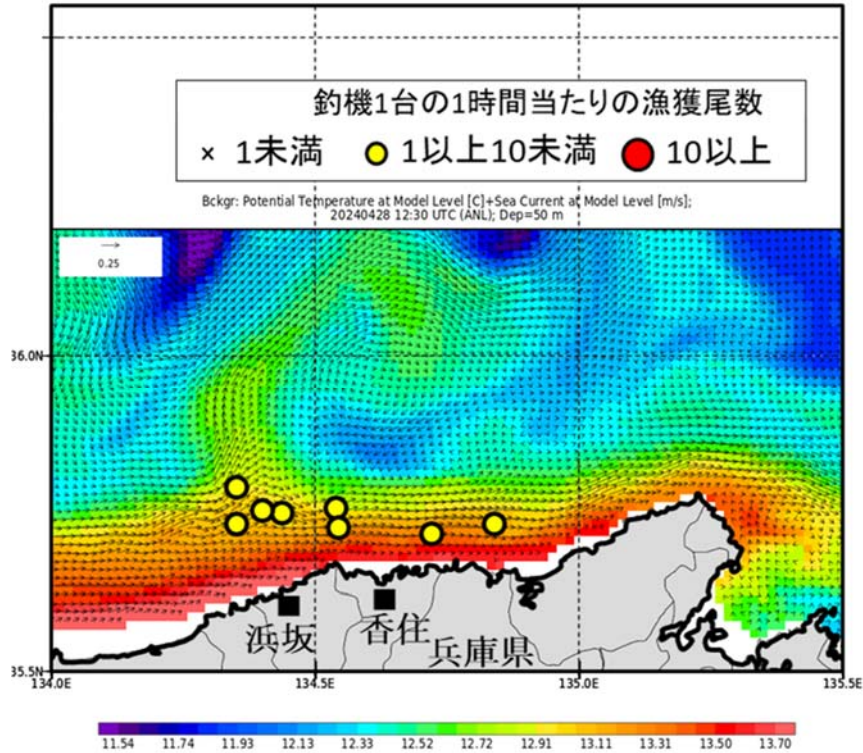 釣機1台の1時間当たりの漁獲尾数
× 1未満 1以上10未満 10以上
Bckgr: Potential Temperature at Model Level [C]+Sea Current at Model Level [m/s];
20240428 12:30 UTC (ANL); Dep=50 m
0.25
36.0N
浜坂
香住
兵庫県
35.5N
134.0E 134.5E 135.0E 135.5E
11.54 11.74 11.93 12.13 12.33 12.52 12.72 12.91 13.11 13.31 13.50 13.70